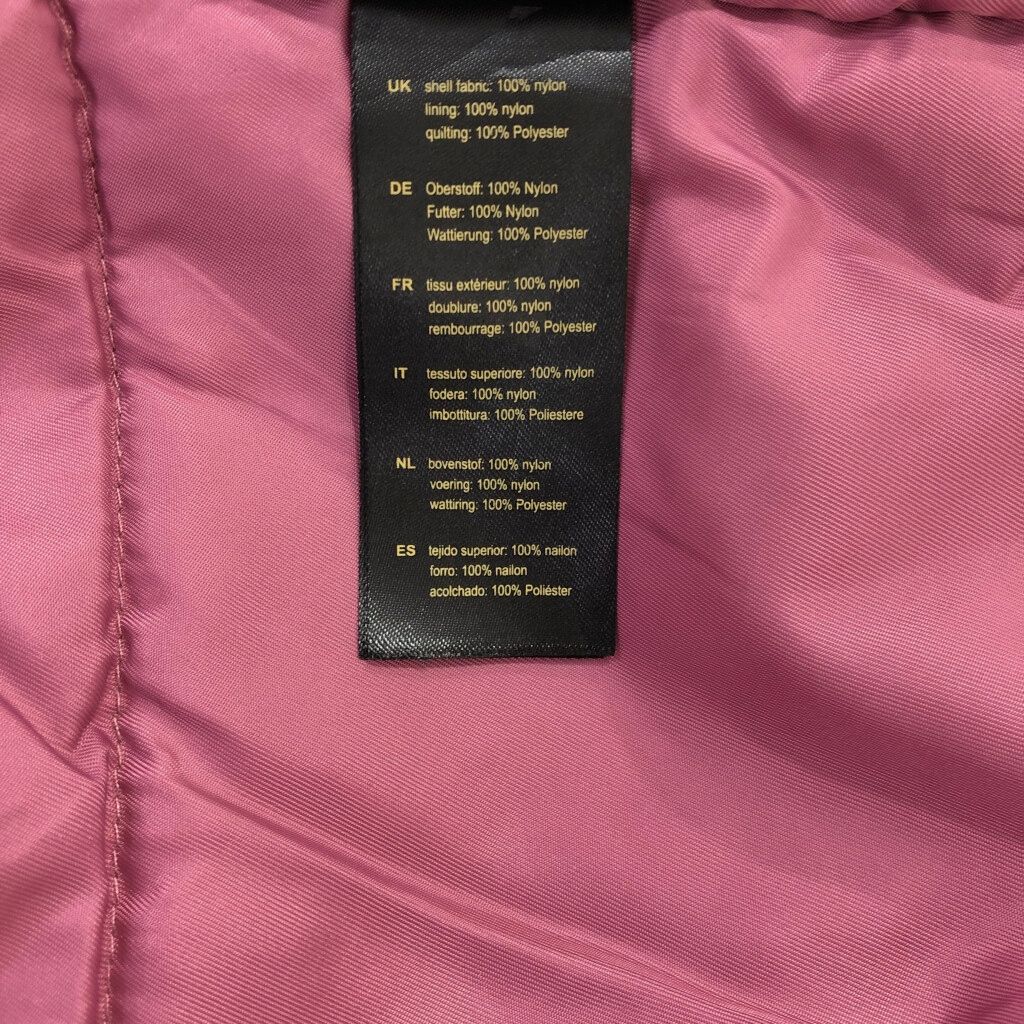 UK shell fabric: 100% nylon
lining: 100% nylon
quilting: 100% Polyester
DE Oberstoff: 100% Nylon
Futter: 100% Nylon
Wattierung: 100% Polyester
FR tissu extérieur: 100% nylon
doublure: 100% nylon
rembourrage: 100% Polyester
IT tessuto superiore: 100% nylon
fodera: 100% nylon
imbottitura: 100% Poliestere
NL bovenstof: 100% nylon
voering: 100% nylon
wattiring: 100% Polyester
ES tejido superior: 100% nailon
forro: 100% nailon
acolchado: 100% Poliéster